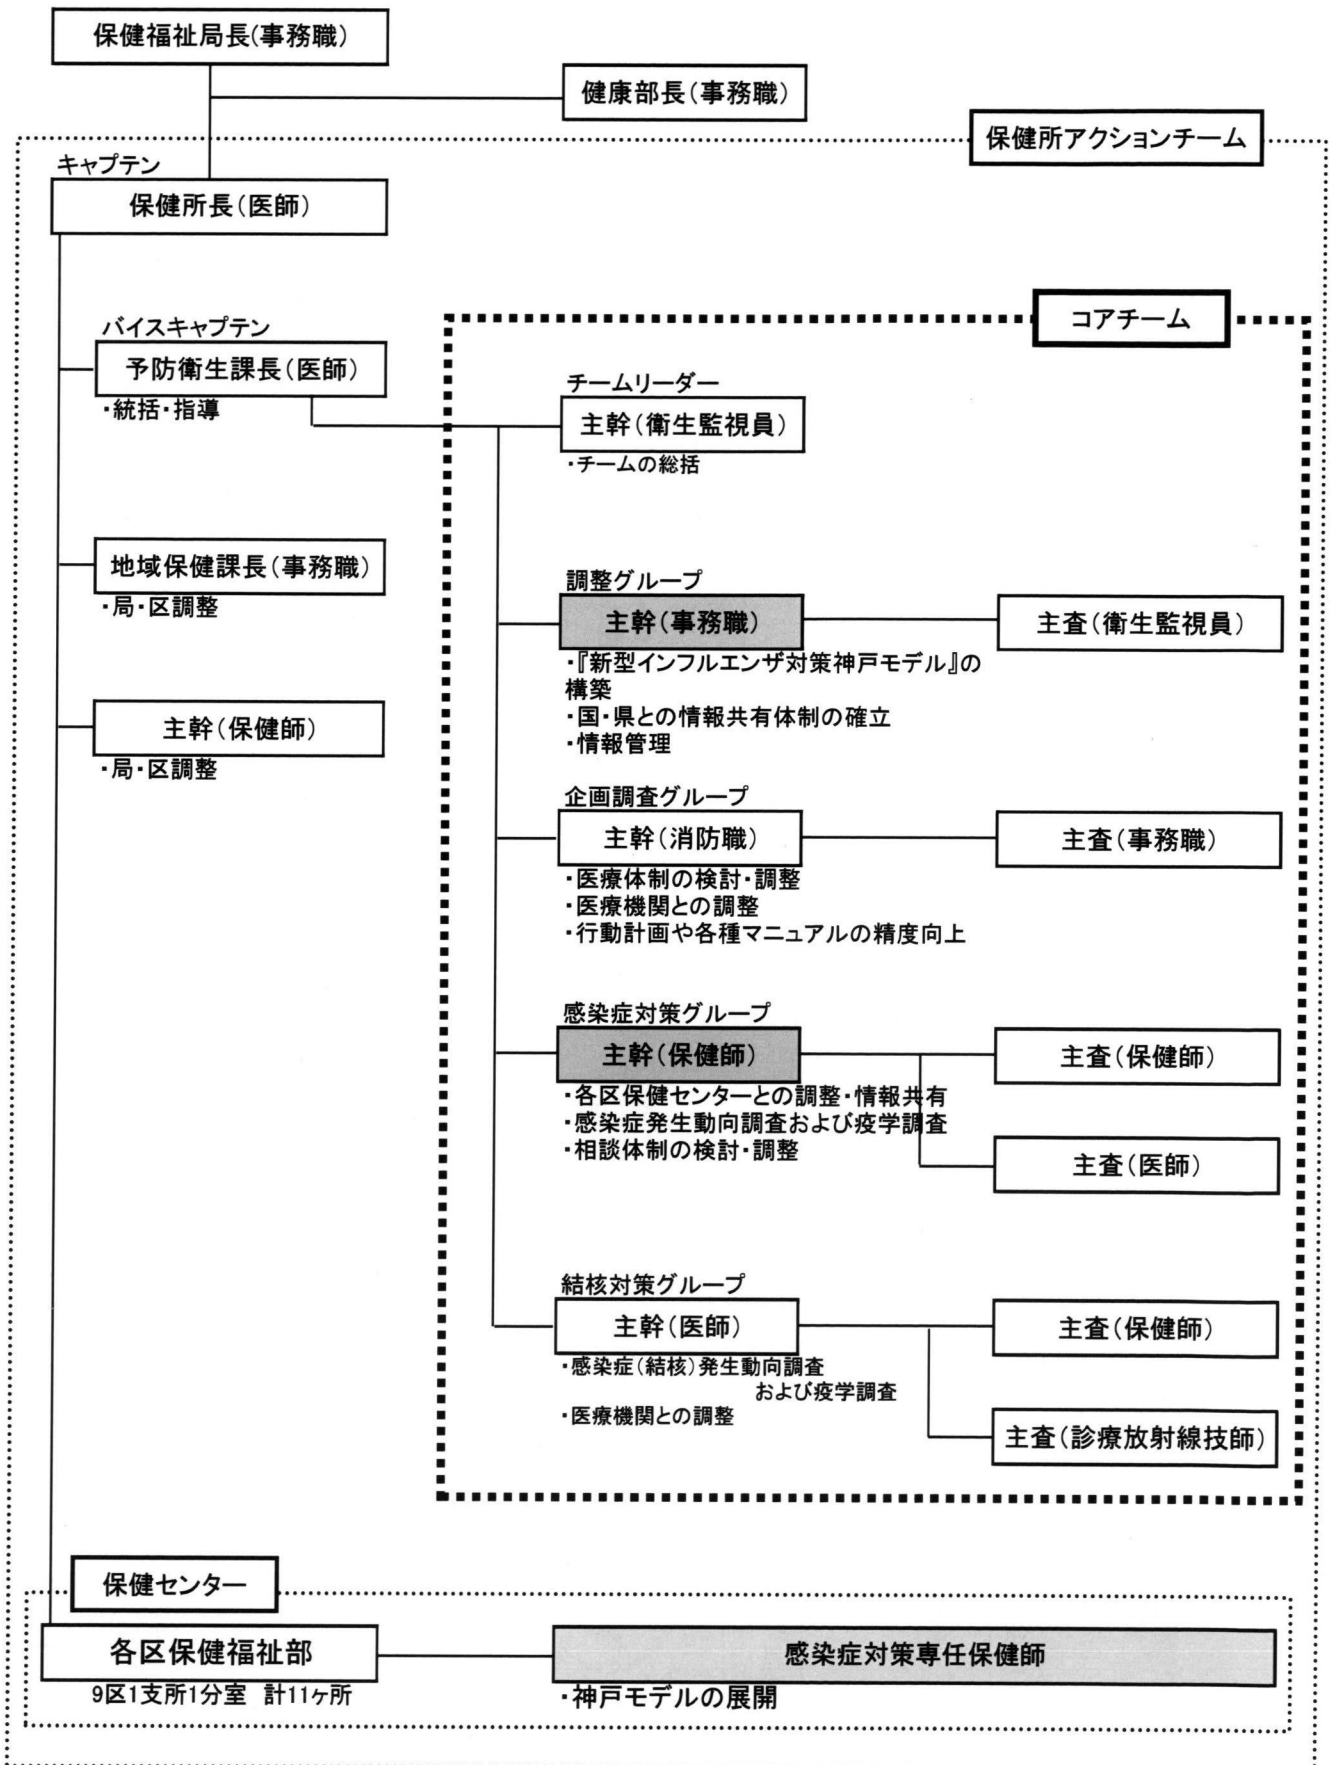 保健福祉局長(事務職)
健康部長(事務職)
保健所アクションチーム
キャプテン
保健所長(医師)
コアチーム
バイスキャプテン
予防衛生課長(医師)
・統括・指導
チームリーダー
主幹(衛生監視員)
・チームの総括
地域保健課長(事務職)
・局・区調整
調整グループ
主幹(事務職)
主査(衛生監視員)
・『新型インフルエンザ対策神戸モデル』の
構築
・国・県との情報共有体制の確立
・情報管理
主幹(保健師)
・局・区調整
企画調査グループ
主幹(消防職)
主査(事務職)
・医療体制の検討・調整
・医療機関との調整
・行動計画や各種マニュアルの精度向上
感染症対策グループ
主幹(保健師)
主査(保健師)
・各区保健センターとの調整・情報共有
・感染症発生動向調査および疫学調査
・相談体制の検討・調整
主査(医師)
結核対策グループ
主幹(医師)
主査(保健師)
・感染症(結核)発生動向調査
および疫学調査
・医療機関との調整
主査(診療放射線技師)
保健センター
各区保健福祉部
感染症対策専任保健師
9区1支所1分室 計11ヶ所
・神戸モデルの展開